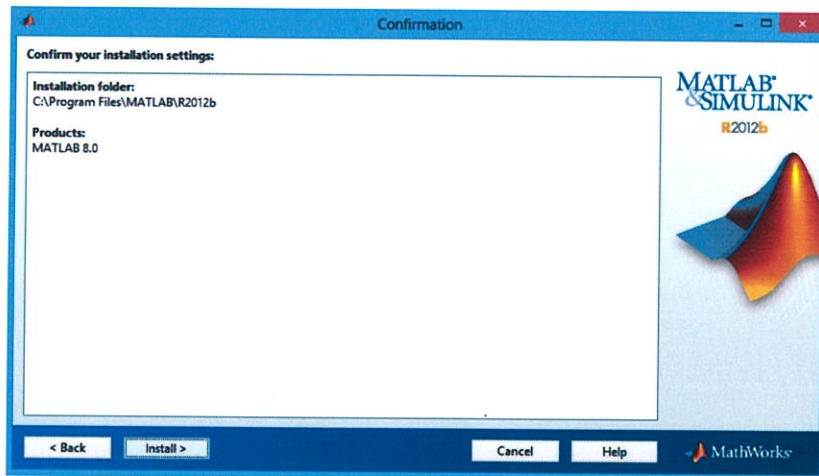 Confirmation
Confirm your installation settings:
Installation folder:
C:\Program Files\MATLAB\R2012b
Products:
MATLAB 8.0
MATLAB®
&SIMULINK®
R2012b
< Back
Install >
Cancel
Help
MathWorks®